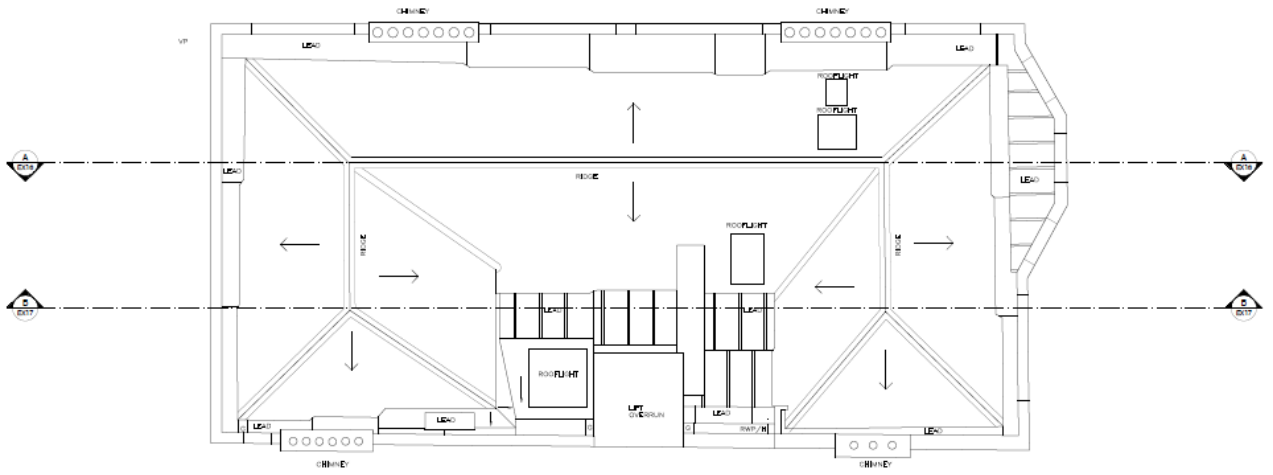 CHIMNEY
CHIMNEY
VP
LEAD
LEAD
ROOFLIGHT
ROOFLIGHT
A
EX16
A
EX16
LEAD
RIDGE
LEAD
ROOFLIGHT
RIDGE
RIDGE
B
EX17
B
EX17
LEAD
LEAD
ROOFLIGHT
LIFT
OVERRUN
LEAD
LEAD
LEAD
G
G
G
RWP/H
LEAD
CHIMNEY
CHIMNEY